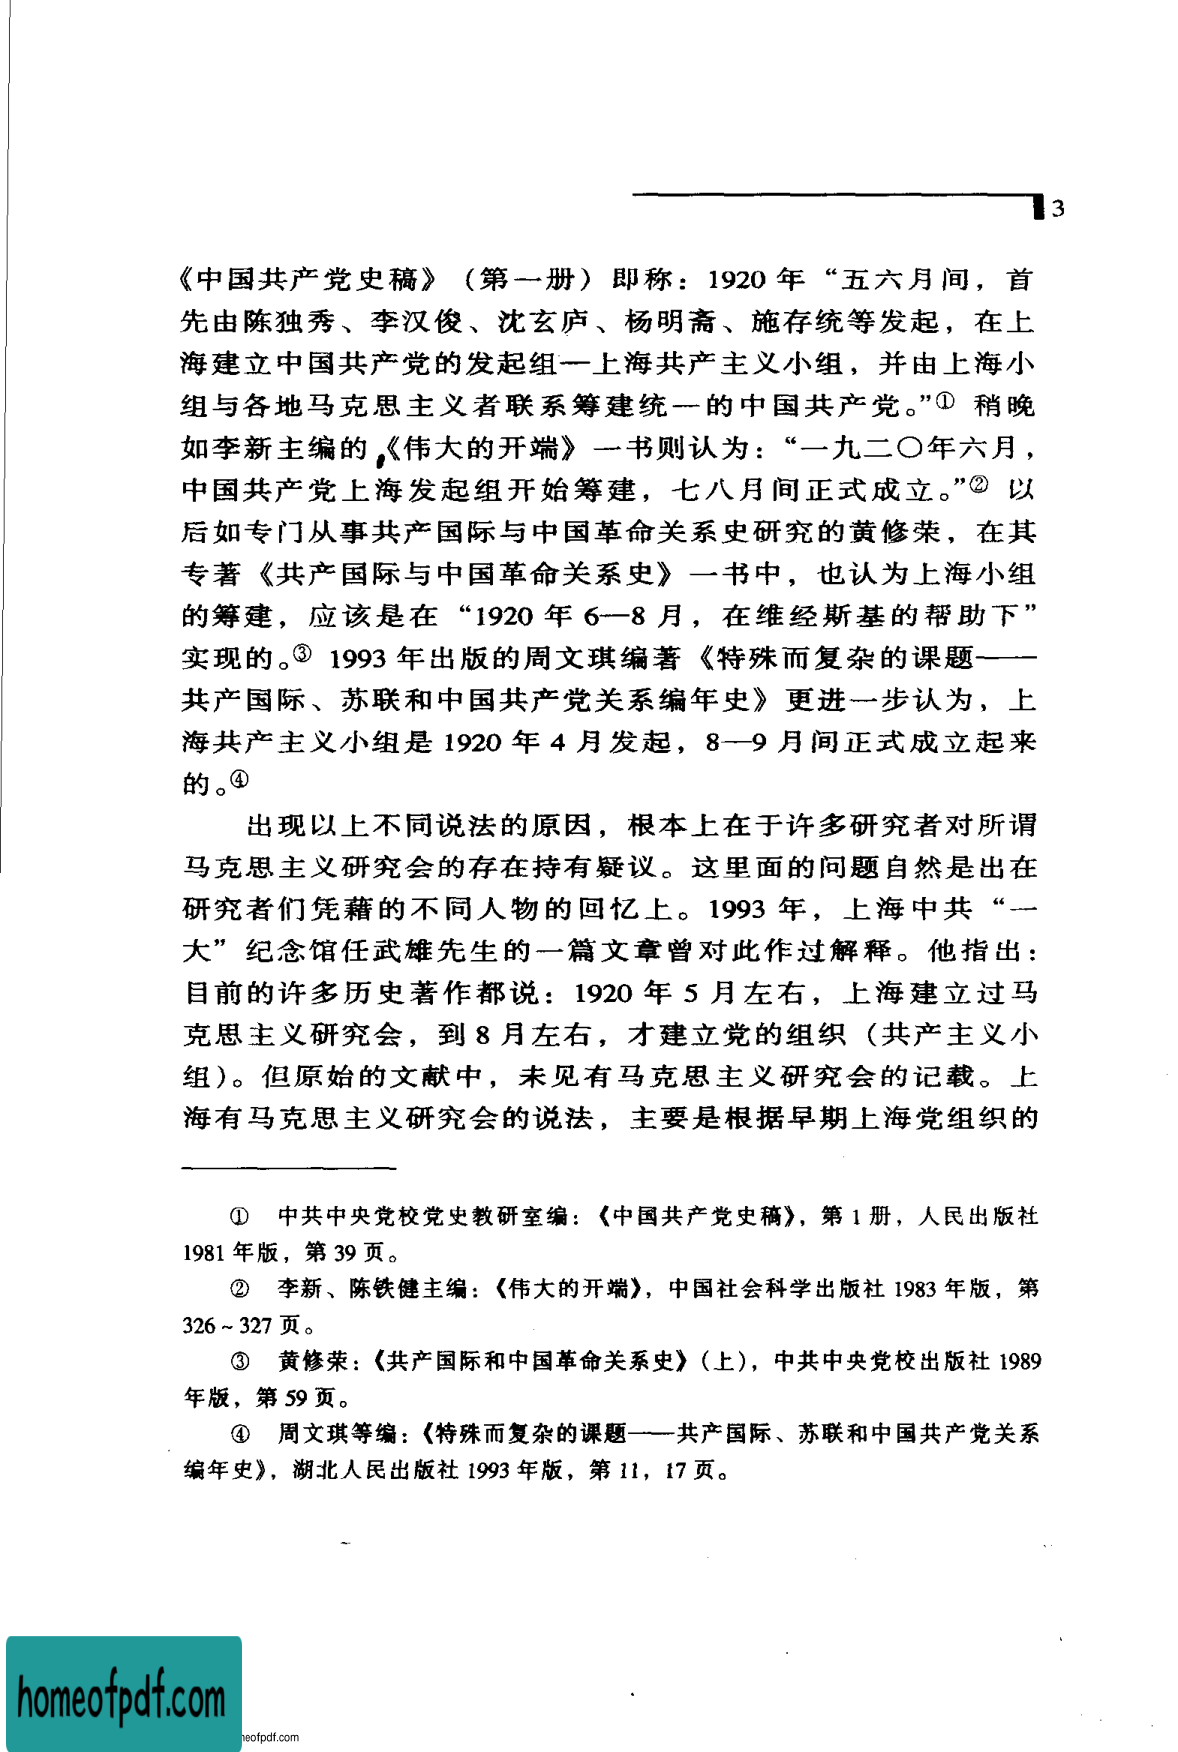 3
《中国共产党史稿》（第一册）即称：1920 年“五六月间，首
先由陈独秀、李汉俊、沈玄庐、杨明斋、施存统等发起，在上
海建立中国共产党的发起组—上海共产主义小组，并由上海小
组与各地马克思主义者联系筹建统一的中国共产党。”① 稍晚
如李新主编的《伟大的开端》一书则认为：“一九二〇年六月，
中国共产党上海发起组开始筹建，七八月间正式成立。”② 以
后如专门从事共产国际与中国革命关系史研究的黄修荣，在其
专著《共产国际与中国革命关系史》一书中，也认为上海小组
的筹建，应该是在“1920 年 6—8 月，在维经斯基的帮助下”
实现的。③ 1993 年出版的周文琪编著《特殊而复杂的课题——
共产国际、苏联和中国共产党关系编年史》更进一步认为，上
海共产主义小组是 1920 年 4 月发起，8—9 月间正式成立起来
的。④
出现以上不同说法的原因，根本上在于许多研究者对所谓
马克思主义研究会的存在持有疑议。这里面的问题自然是出在
研究者们凭藉的不同人物的回忆上。1993 年，上海中共“一
大”纪念馆任武雄先生的一篇文章曾对此作过解释。他指出：
目前的许多历史著作都说：1920 年 5 月左右，上海建立过马
克思主义研究会，到 8 月左右，才建立党的组织（共产主义小
组）。但原始的文献中，未见有马克思主义研究会的记载。上
海有马克思主义研究会的说法，主要是根据早期上海党组织的
① 中共中央党校党史教研室编：《中国共产党史稿》，第 1 册，人民出版社
1981 年版，第 39 页。
② 李新、陈铁健主编：《伟大的开端》，中国社会科学出版社 1983 年版，第
326～327 页。
③ 黄修荣：《共产国际和中国革命关系史》（上），中共中央党校出版社 1989
年版，第 59 页。
④ 周文琪等编：《特殊而复杂的课题——共产国际、苏联和中国共产党关系
编年史》，湖北人民出版社 1993 年版，第 11，17 页。
homeofpdf.com
neofpdf.com